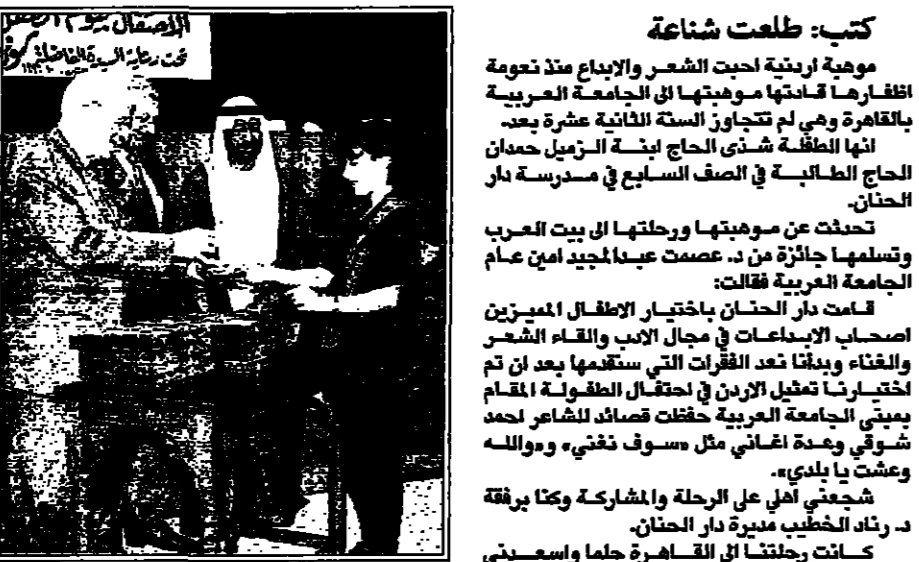 كتب: طلعت شناعة
موهبة اردنية احبت الشعر والابداع منذ نعومة
اظفارها قادتها موهبتها الى الجامعة العربية
بالقاهرة وهي لم تتجاوز السنة الثانية عشرة بعد.
انها الطفلة شذى الحاج ابنة الزميل حمدان
الحاج الطالبة في الصف السابع في مدرسة دار
الحنان.
تحدثت عن موهبتها ورحلتها الى بيت العرب
وتسلمها جائزة من د. عصمت عبدالمجيد امين عام
الجامعة العربية فقالت:
قامت دار الحنان باختيار الاطفال المميزين
اصحاب الابداعات في مجال الادب والقاء الشعر
والغناء وبدأنا نعد الفقرات التي سنقدمها بعد ان تم
اختيارنا تمثيل الاردن في احتفال الطفولة المقام
بمبنى الجامعة العربية حفظت قصائد للشاعر احمد
شوقي وعدة اغاني مثل «سوف نغني» و«والله
وعشت يا بلدي».
شجعني اهلي على الرحلة والمشاركة وكنا برفقة
د. رناد الخطيب مديرة دار الحنان.
كانت رحلتنا الى القاهرة حلما واسعدني
تحت رعاية السيدة الفاضلة